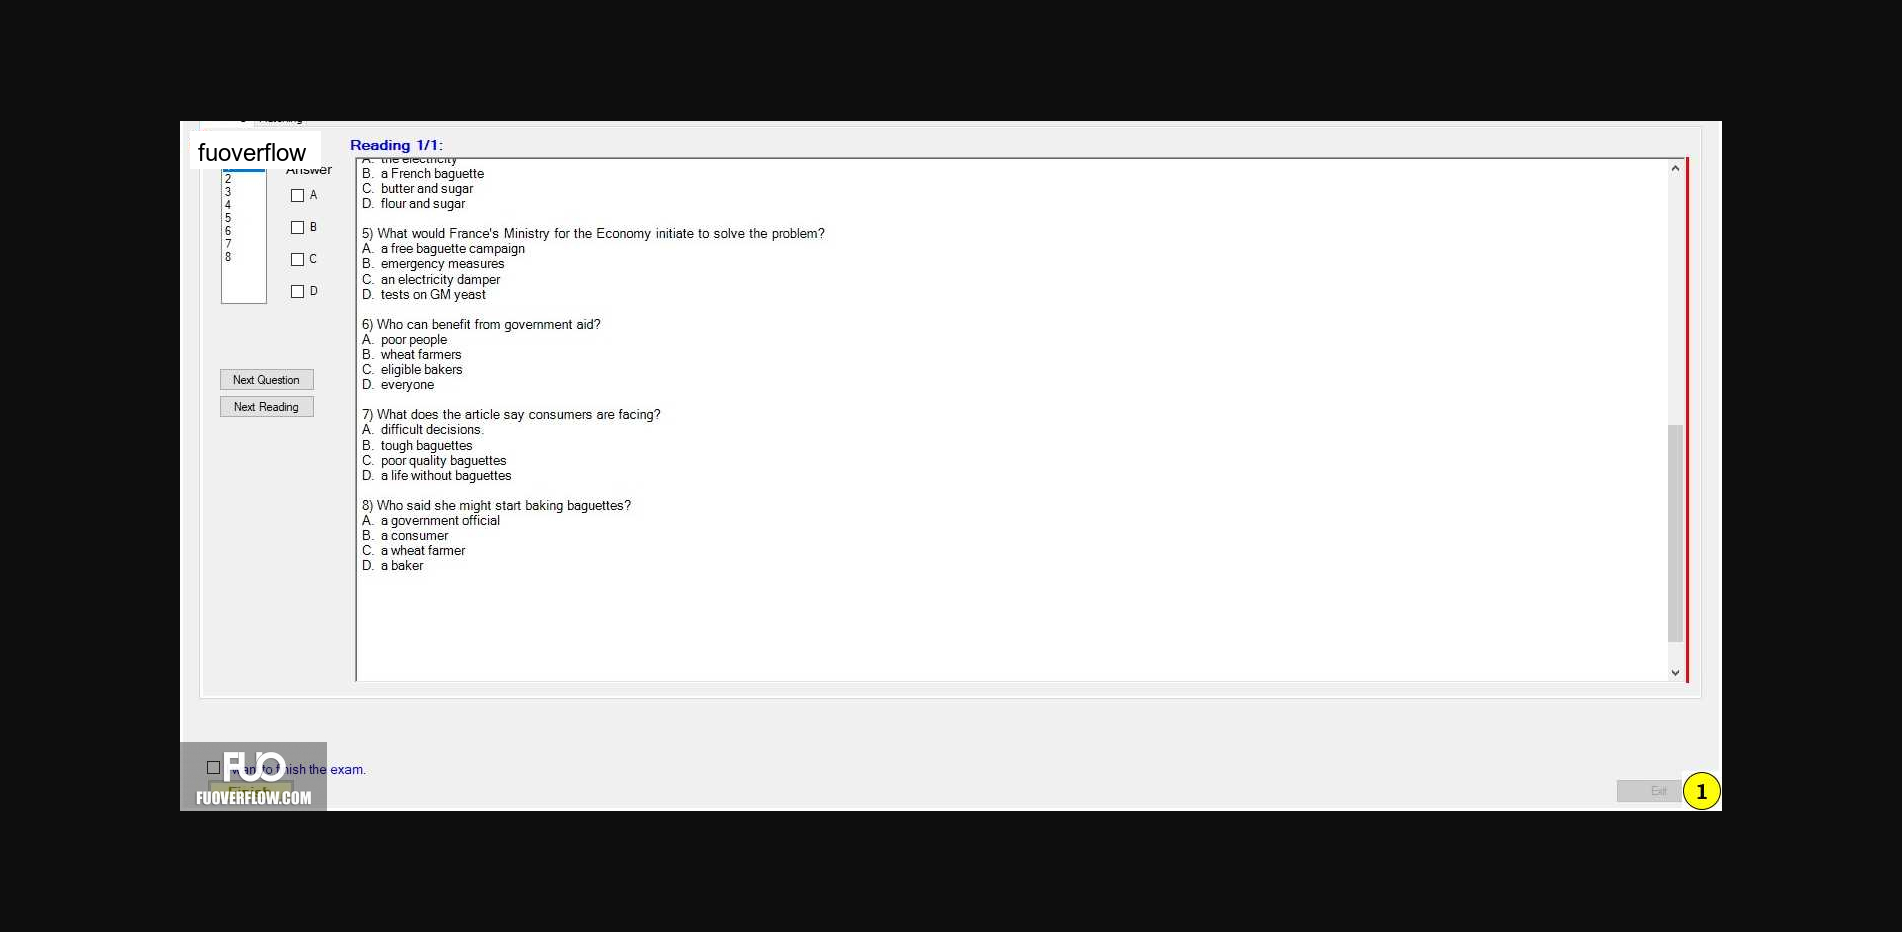 fuoverflow
Reading 1/1:
Answer
2
3
4
5
6
7
8
A
B
C
D
Next Question
Next Reading
A. the electricity
B. a French baguette
C. butter and sugar
D. flour and sugar
5) What would France's Ministry for the Economy initiate to solve the problem?
A. a free baguette campaign
B. emergency measures
C. an electricity damper
D. tests on GM yeast
6) Who can benefit from government aid?
A. poor people
B. wheat farmers
C. eligible bakers
D. everyone
7) What does the article say consumers are facing?
A. difficult decisions.
B. tough baguettes
C. poor quality baguettes
D. a life without baguettes
8) Who said she might start baking baguettes?
A. a government official
B. a consumer
C. a wheat farmer
D. a baker
FUO
want to finish the exam.
Finish
FUOVERFLOW.COM
Exit
1